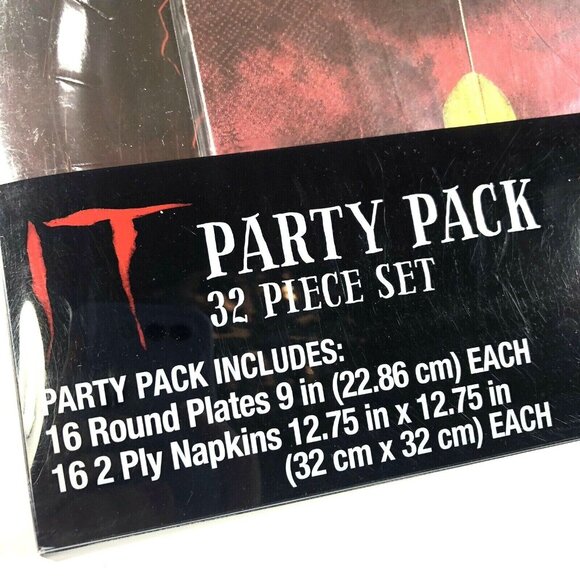 IT PARTY PACK
32 PIECE SET
PARTY PACK INCLUDES:
16 Round Plates 9 in (22.86 cm) EACH
16 2 Ply Napkins 12.75 in x 12.75 in
(32 cm x 32 cm) EACH